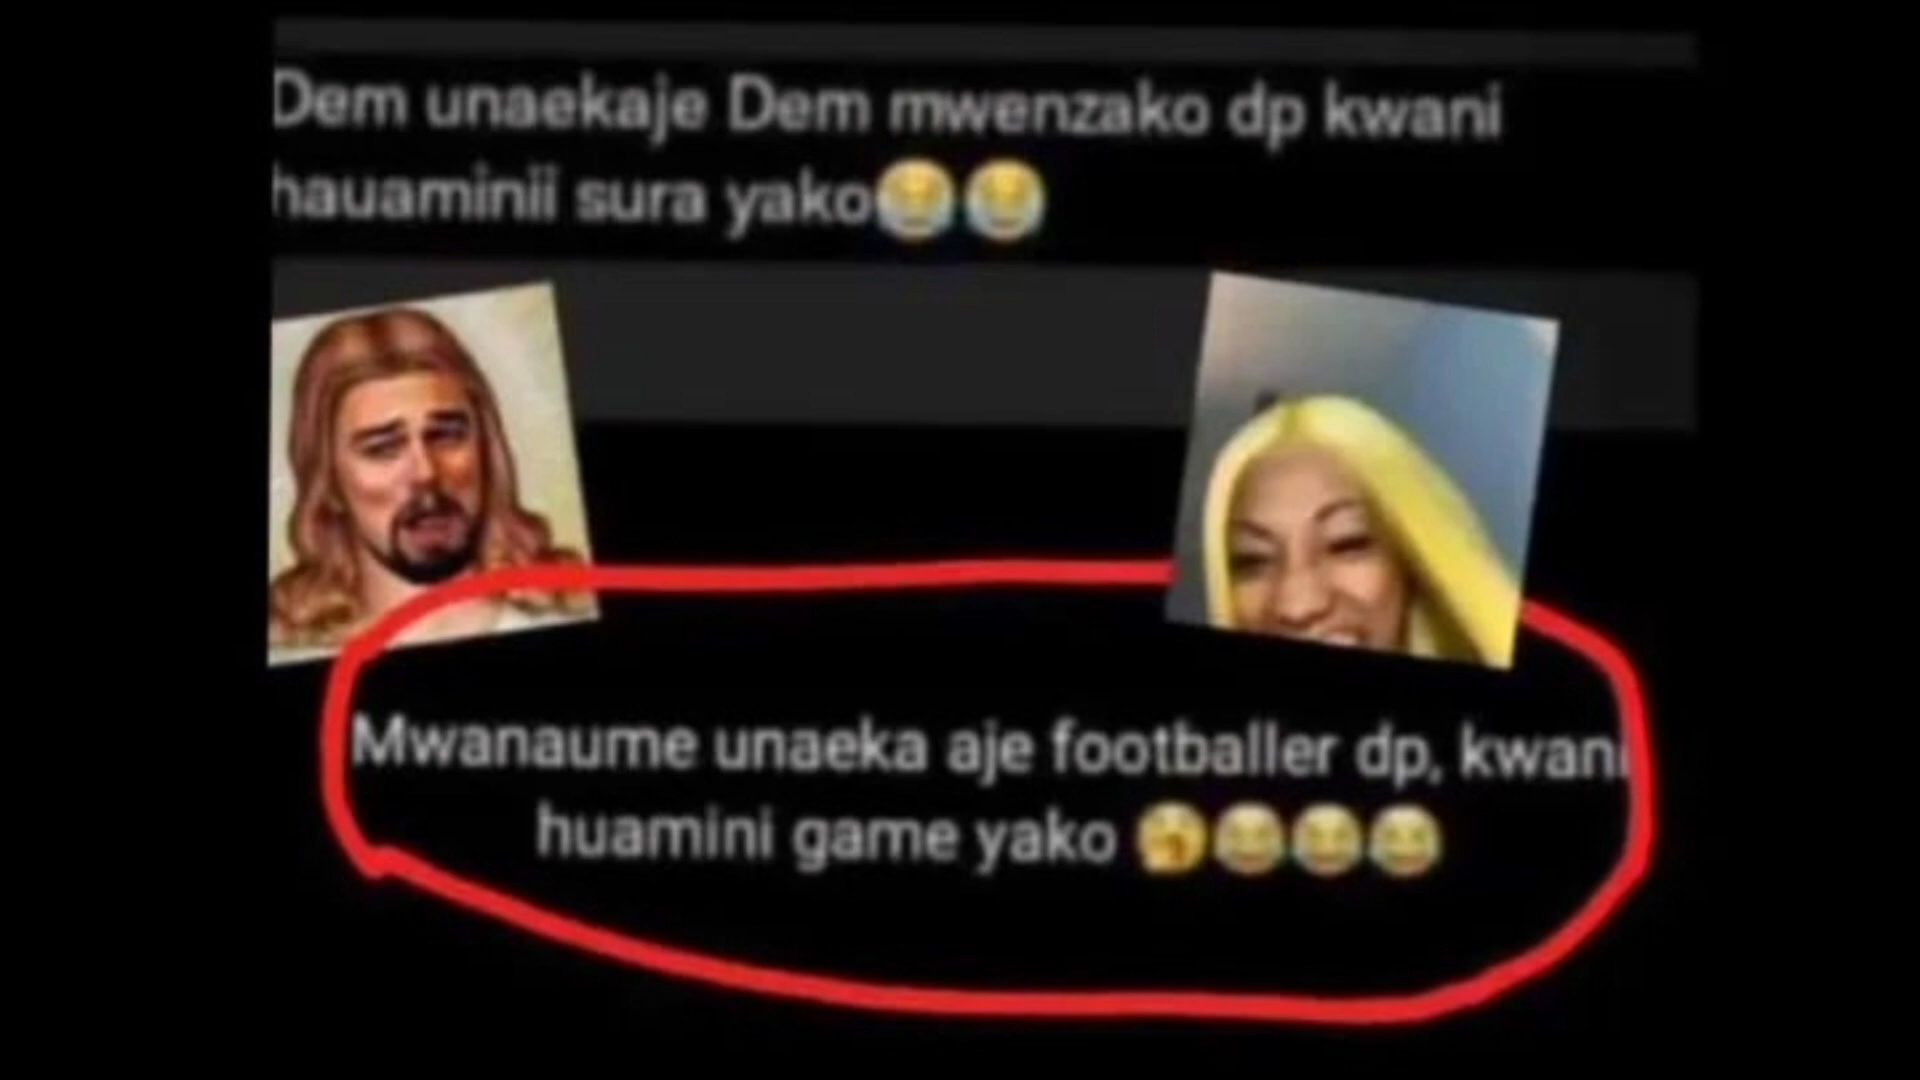 Dem unaekaje Dem mwenzako dp kwani
hauaminii sura yako😂😂
Mwanaume unaeka aje footballer dp, kwani
huamini game yako 🤔😂😂😂